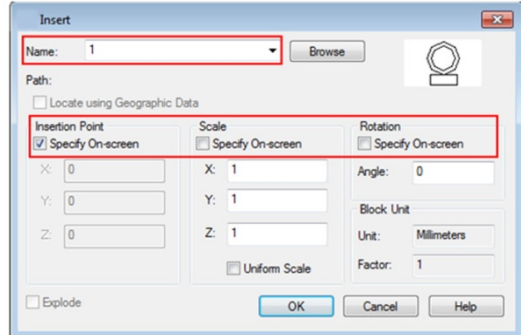 Insert
Name: 1 Browse
Path:
Locate using Geographic Data
Insertion Point Scale Rotation
Specify On-screen Specify On-screen Specify On-screen
X: 0 X: 1 Angle: 0
Y: 0 Y: 1 Block Unit
Z: 0 Z: 1 Unit: Millimeters
Uniform Scale Factor: 1
Explode OK Cancel Help